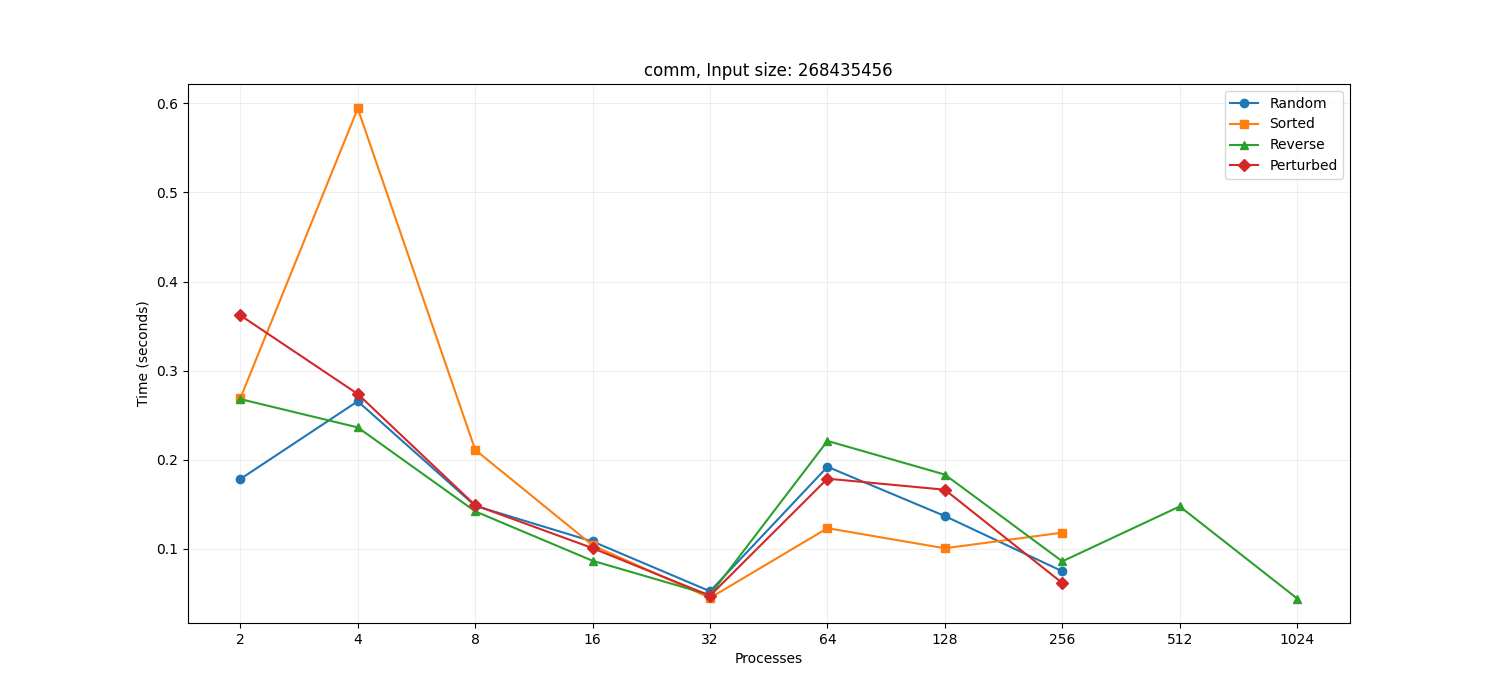 comm, Input size: 268435456
Random
Sorted
Reverse
Perturbed
Time (seconds)
0.6
0.5
0.4
0.3
0.2
0.1
2 4 8 16 32 64 128 256 512 1024
Processes